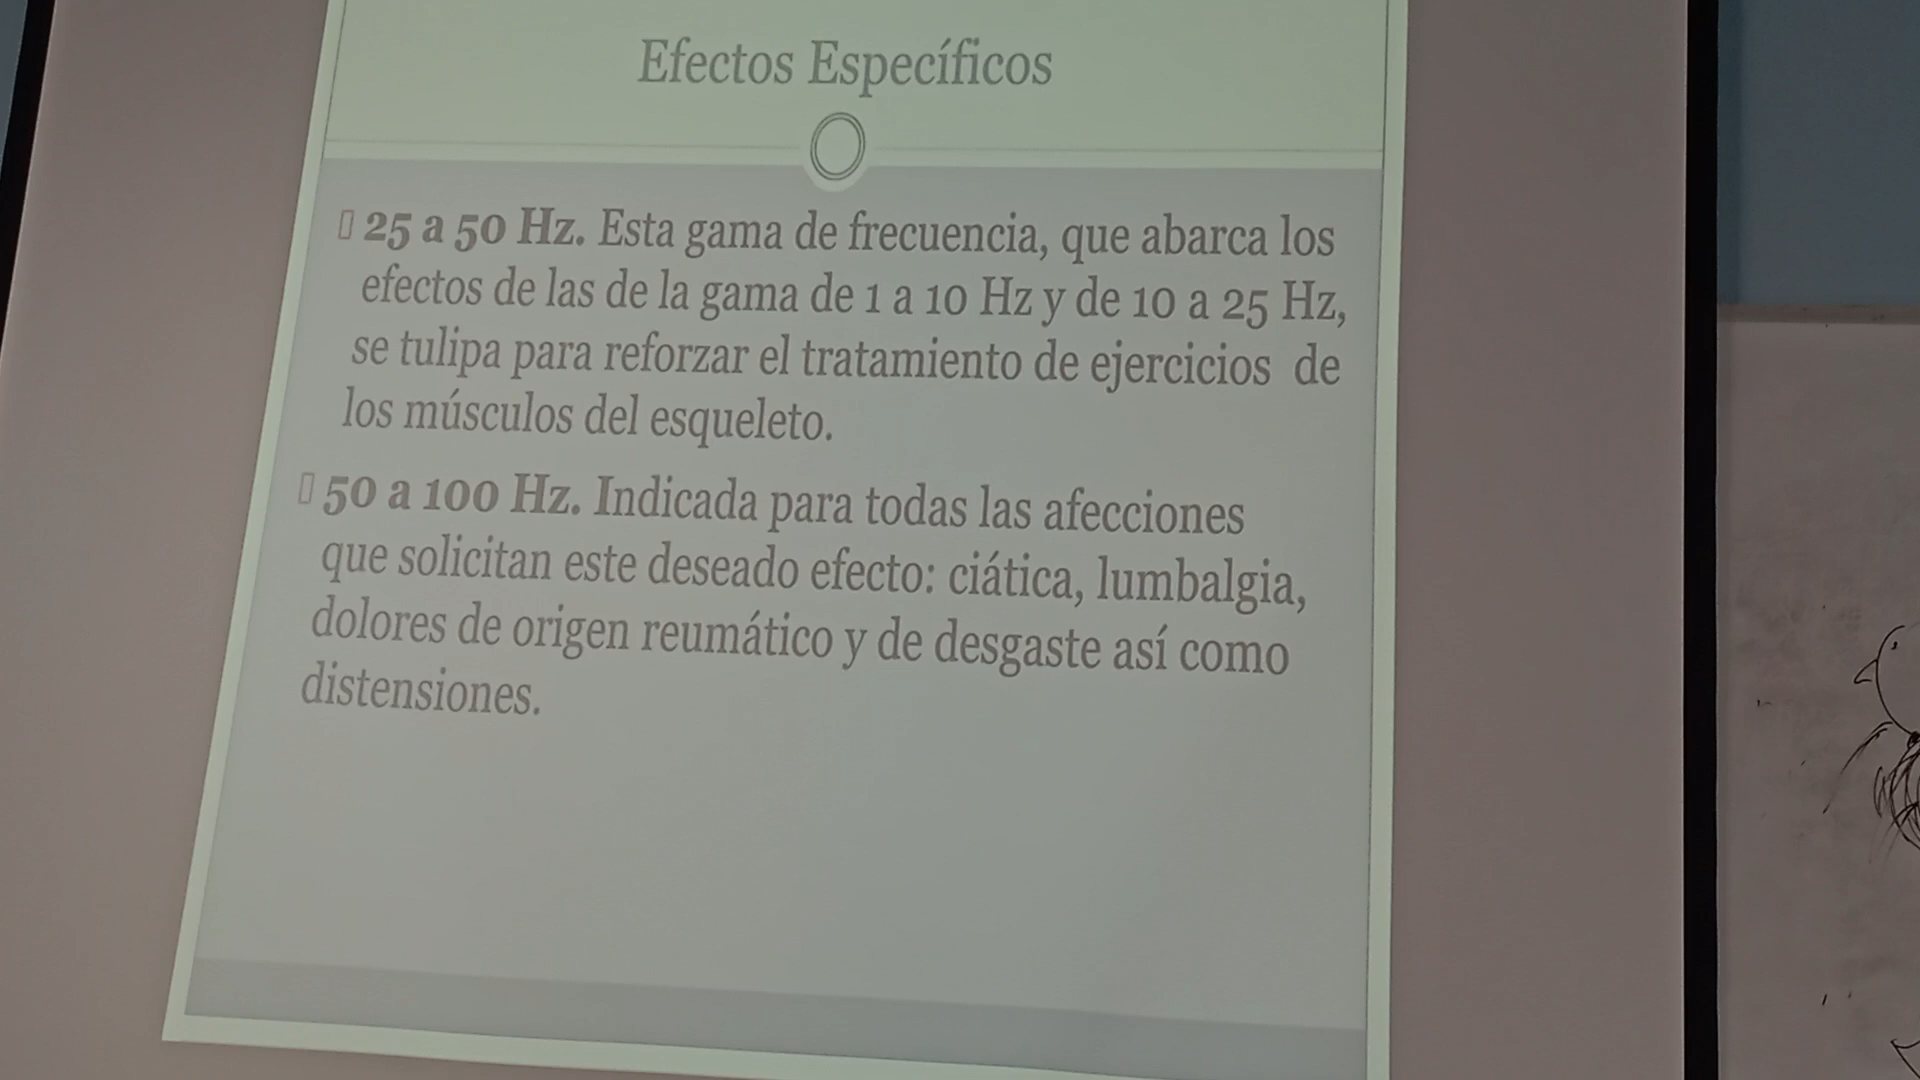 Efectos Específicos
25 a 50 Hz. Esta gama de frecuencia, que abarca los
efectos de las de la gama de 1 a 10 Hz y de 10 a 25 Hz,
se tulipa para reforzar el tratamiento de ejercicios de
los músculos del esqueleto.
50 a 100 Hz. Indicada para todas las afecciones
que solicitan este deseado efecto: ciática, lumbalgia,
dolores de origen reumático y de desgaste así como
distensiones.